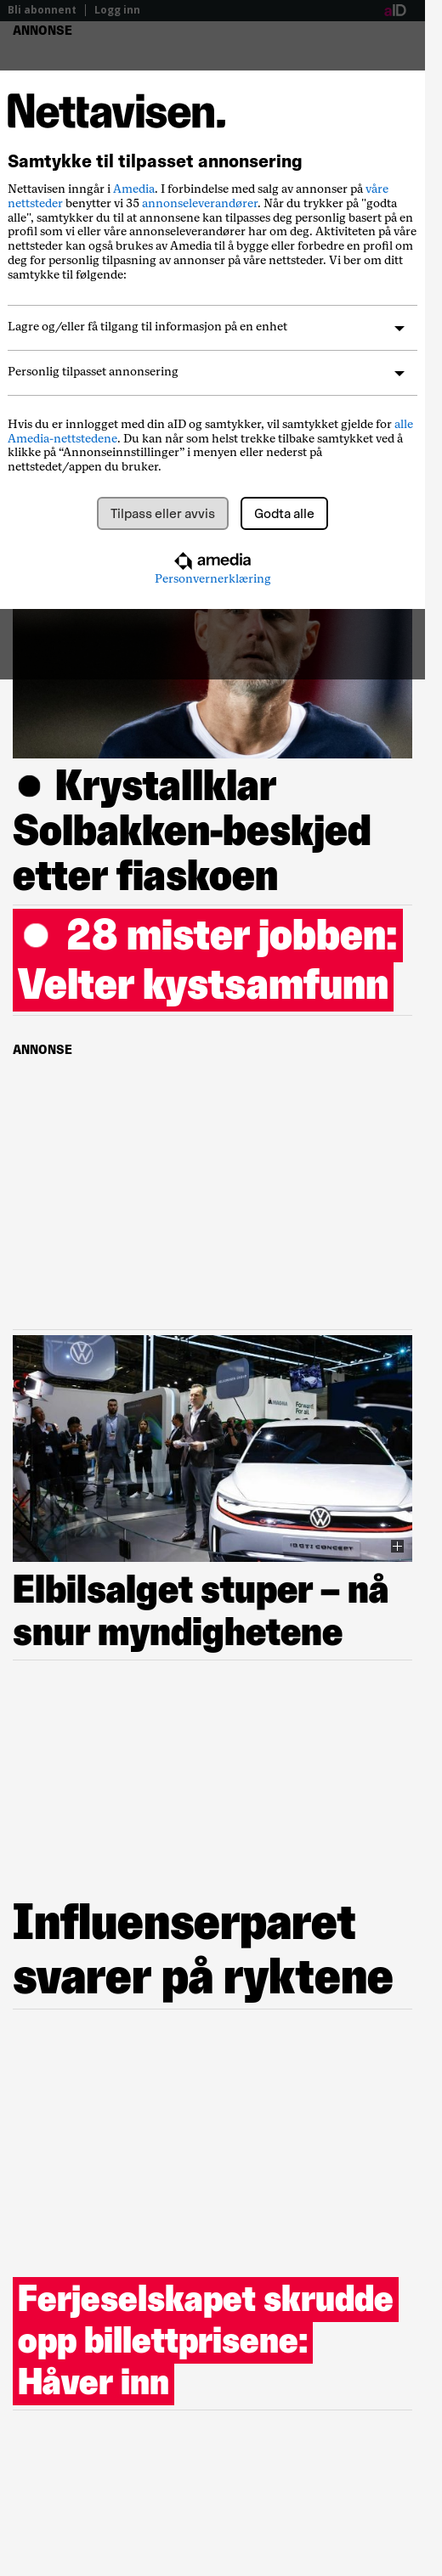 Bli abonnent Logg inn aID
ANNONSE
Nettavisen.
Samtykke til tilpasset annonsering
Nettavisen inngår i Amedia. I forbindelse med salg av annonser på våre
nettsteder benytter vi 35 annonseleverandører. Når du trykker på "godta
alle", samtykker du til at annonsene kan tilpasses deg personlig basert på en
profil som vi eller våre annonseleverandører har om deg. Aktiviteten på våre
nettsteder kan også brukes av Amedia til å bygge eller forbedre en profil om
deg for personlig tilpasning av annonser på våre nettsteder. Vi ber om ditt
samtykke til følgende:
Lagre og/eller få tilgang til informasjon på en enhet
Personlig tilpasset annonsering
Hvis du er innlogget med din aID og samtykker, vil samtykket gjelde for alle
Amedia-nettstedene. Du kan når som helst trekke tilbake samtykket ved å
klikke på “Annonseinnstillinger” i menyen eller nederst på
nettstedet/appen du bruker.
Tilpass eller avvis Godta alle
amedia
Personvernerklæring
Krystallklar
Solbakken-beskjed
etter fiaskoen
28 mister jobben:
Velter kystsamfunn
ANNONSE
Forward.
For all.
ID GTI CONCEPT
Elbilsalget stuper – nå
snur myndighetene
Influenserparet
svarer på ryktene
Ferjeselskapet skrudde
opp billettprisene:
Håver inn